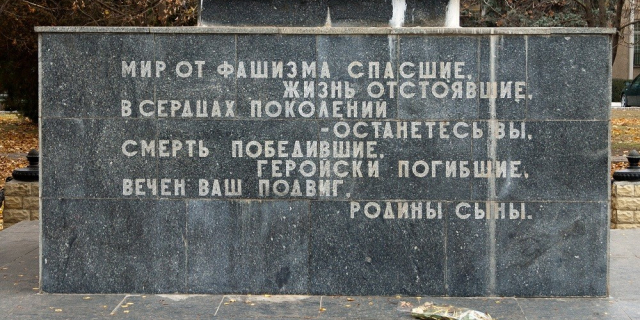 МИР ОТ ФАШИЗМА СПАСШИЕ,
ЖИЗНЬ ОТСТОЯВШИЕ,
В СЕРДЦАХ ПОКОЛЕНИЙ
-ОСТАНЕТЕСЬ ВЫ,
СМЕРТЬ ПОБЕДИВШИЕ,
ГЕРОЙСКИ ПОГИБШИЕ,
ВЕЧЕН ВАШ ПОДВИГ,
РОДИНЫ СЫНЫ.